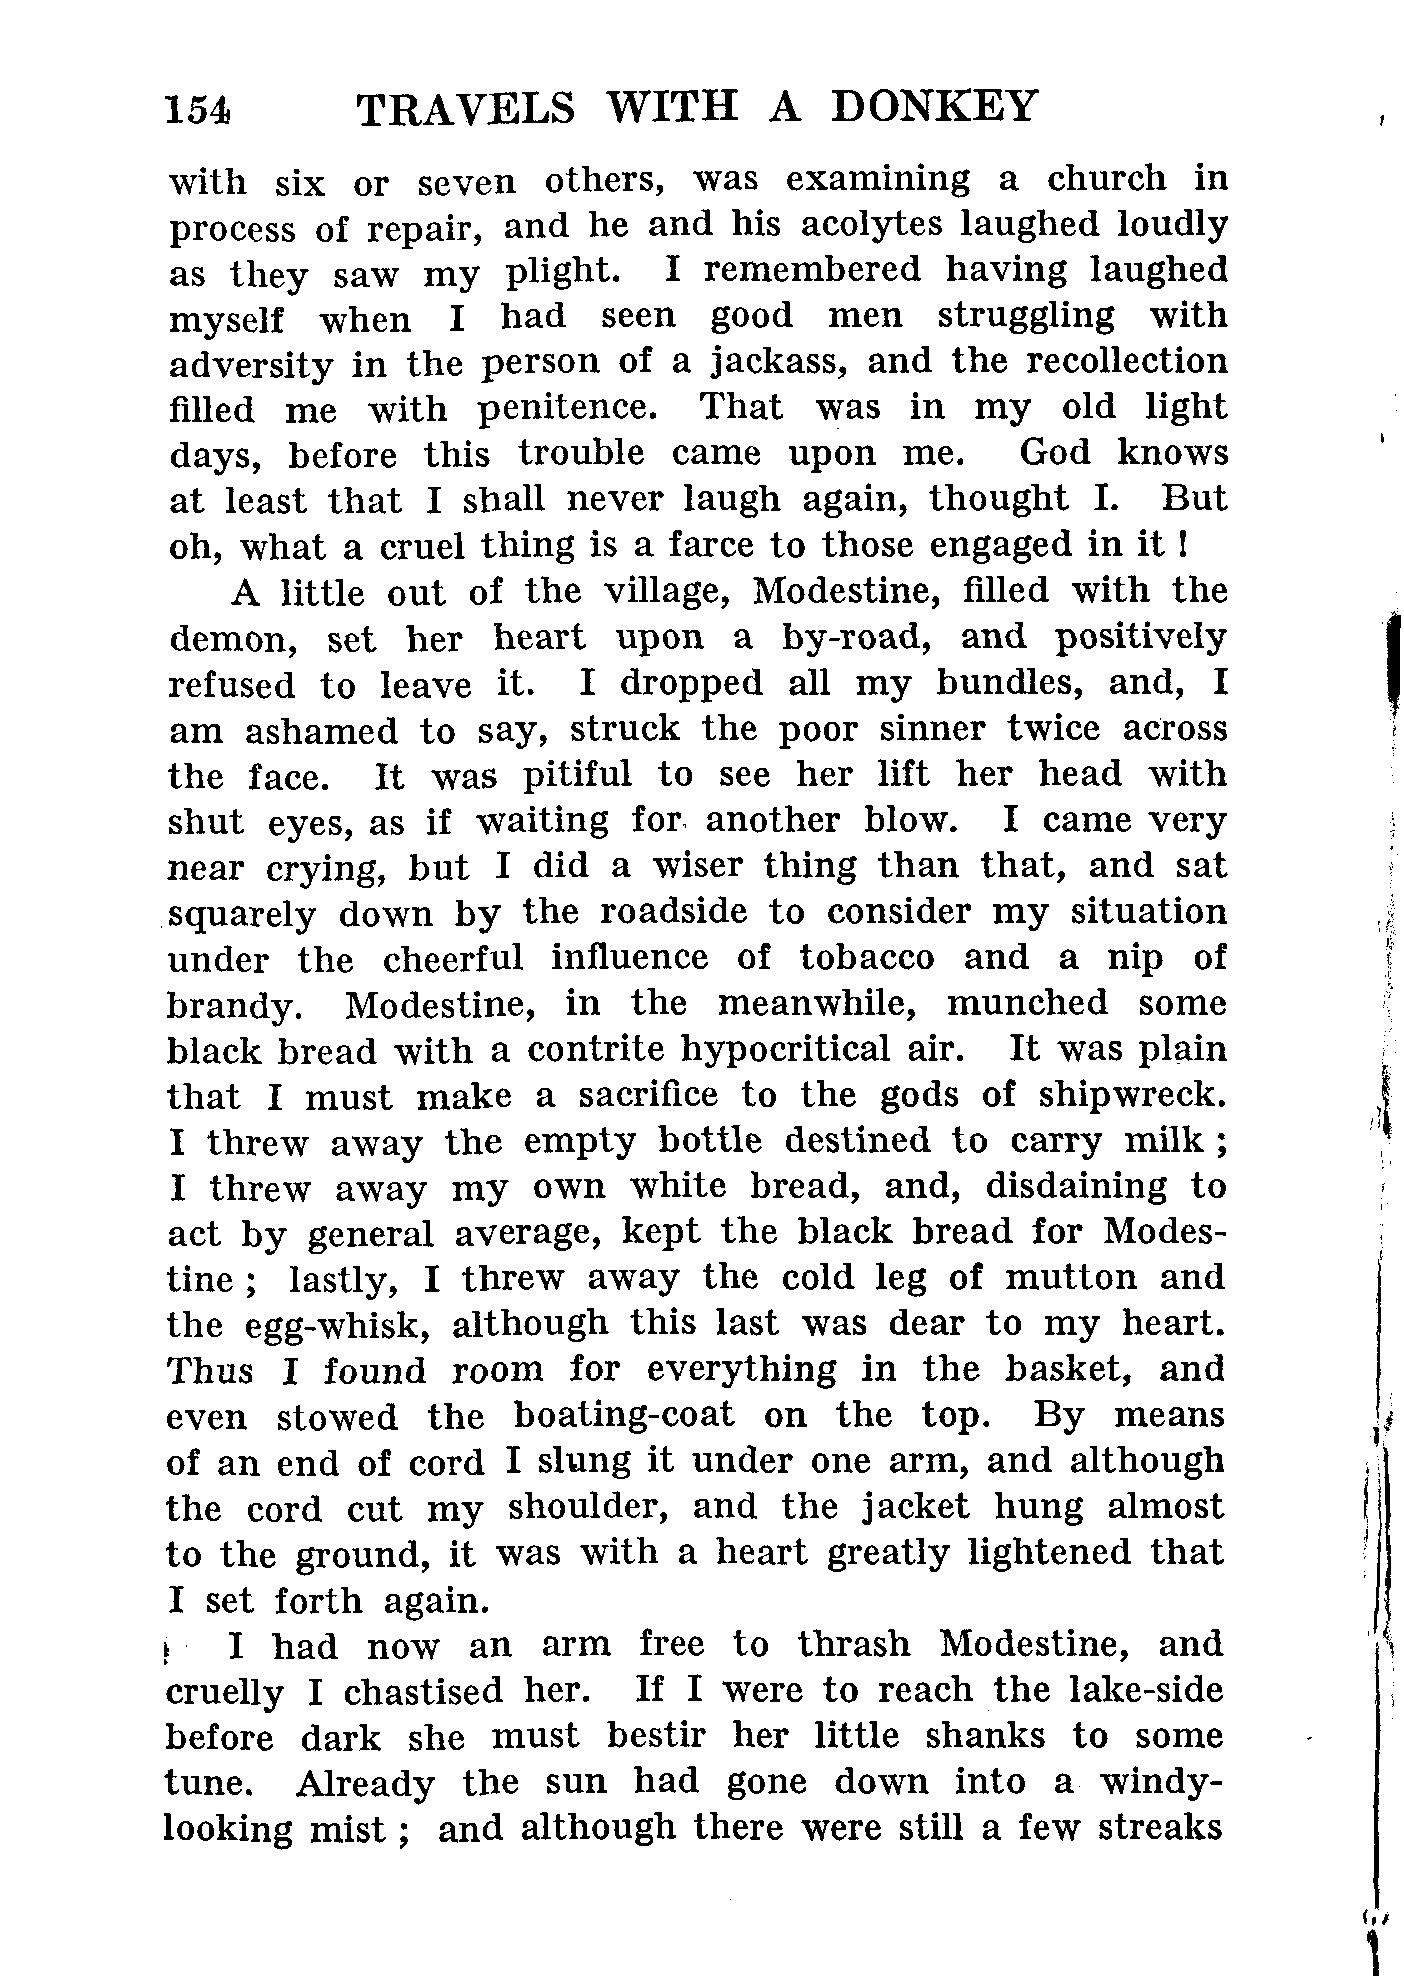 154 TRAVELS WITH A DONKEY
with six or seven others, was examining a church in
process of repair, and he and his acolytes laughed loudly
as they saw my plight. I remembered having laughed
myself when I had seen good men struggling with
adversity in the person of a jackass, and the recollection
filled me with penitence. That was in my old light
days, before this trouble came upon me. God knows
at least that I shall never laugh again, thought I. But
oh, what a cruel thing is a farce to those engaged in it !
A little out of the village, Modestine, filled with the
demon, set her heart upon a by-road, and positively
refused to leave it. I dropped all my bundles, and, I
am ashamed to say, struck the poor sinner twice across
the face. It was pitiful to see her lift her head with
shut eyes, as if waiting for another blow. I came very
near crying, but I did a wiser thing than that, and sat
squarely down by the roadside to consider my situation
under the cheerful influence of tobacco and a nip of
brandy. Modestine, in the meanwhile, munched some
black bread with a contrite hypocritical air. It was plain
that I must make a sacrifice to the gods of shipwreck.
I threw away the empty bottle destined to carry milk ;
I threw away my own white bread, and, disdaining to
act by general average, kept the black bread for Modes-
tine ; lastly, I threw away the cold leg of mutton and
the egg-whisk, although this last was dear to my heart.
Thus I found room for everything in the basket, and
even stowed the boating-coat on the top. By means
of an end of cord I slung it under one arm, and although
the cord cut my shoulder, and the jacket hung almost
to the ground, it was with a heart greatly lightened that
I set forth again.
I had now an arm free to thrash Modestine, and
cruelly I chastised her. If I were to reach the lake-side
before dark she must bestir her little shanks to some
tune. Already the sun had gone down into a windy-
looking mist ; and although there were still a few streaks